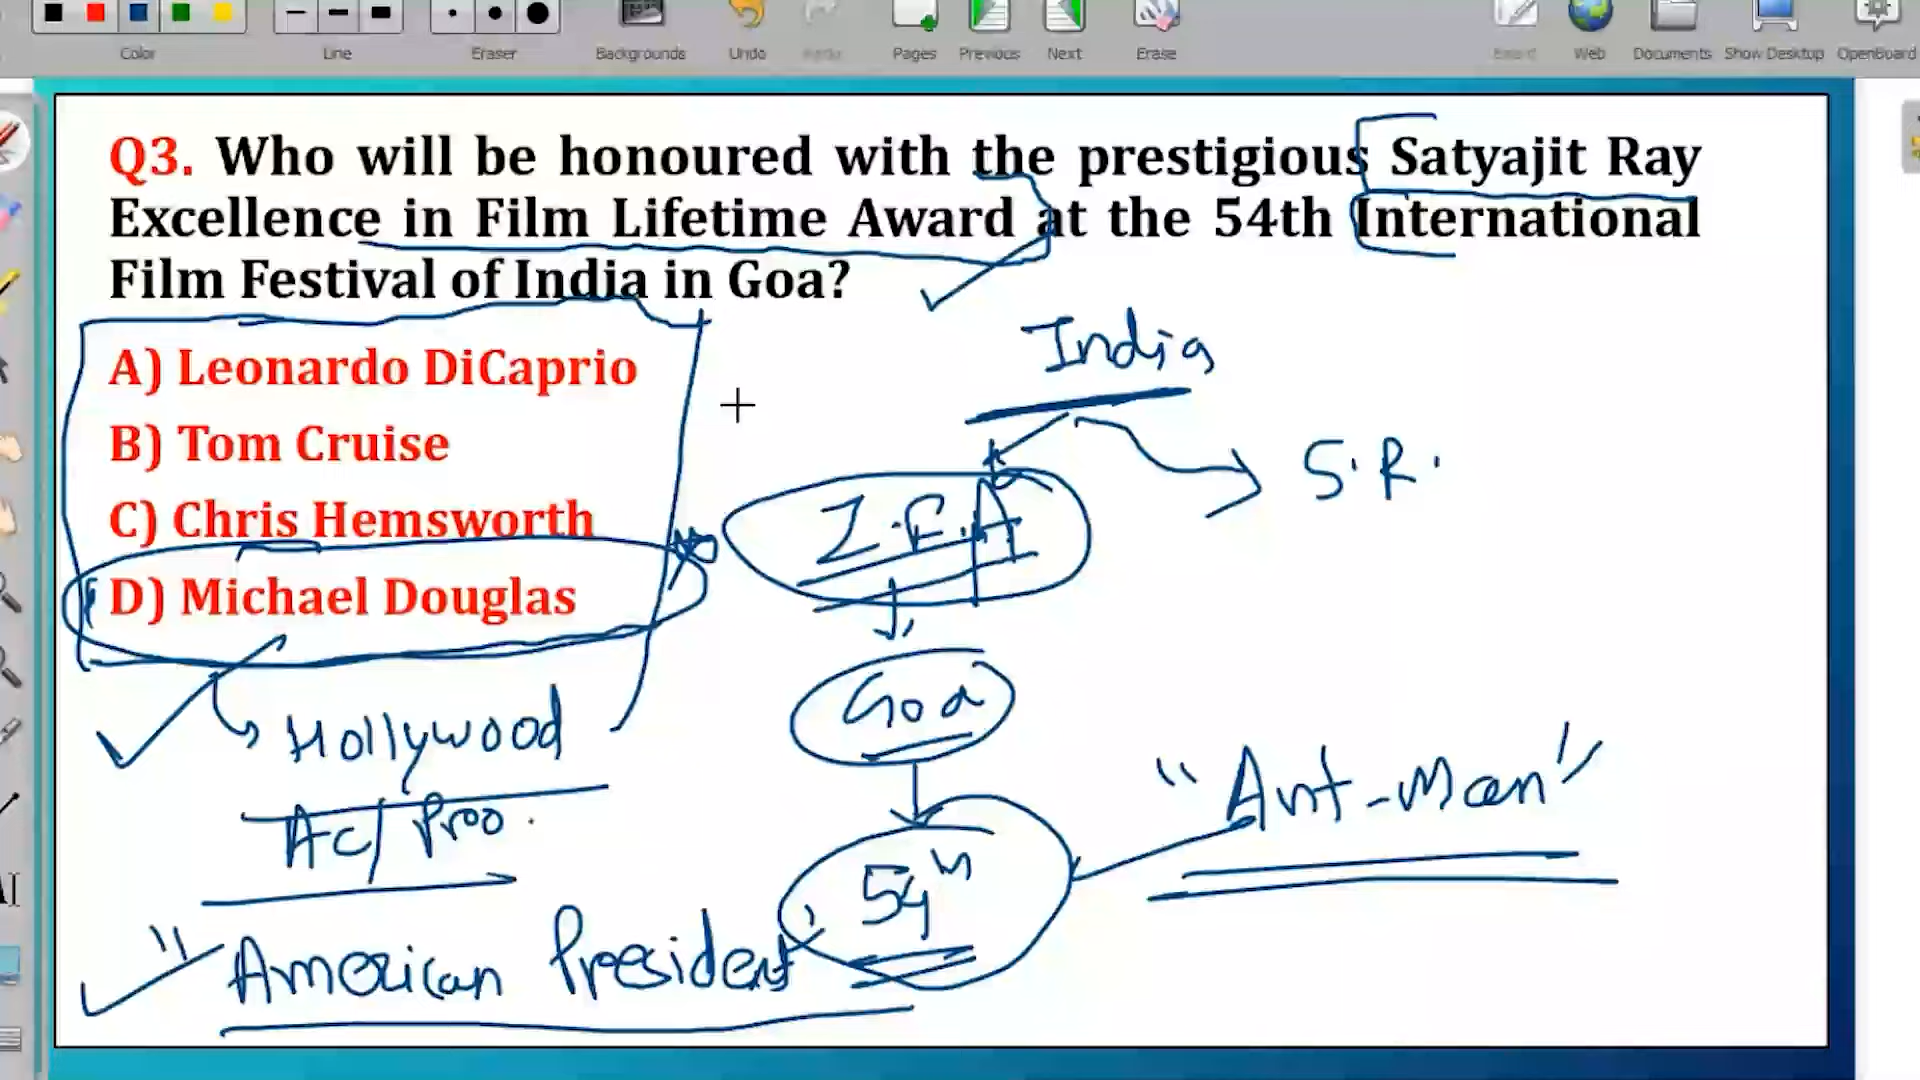 Color
Line
Eraser
Backgrounds
Undo
Redo
Pages
Previous
Next
Erase
Board
Web
Documents
Show Desktop
OpenBoard
Q3. Who will be honoured with the prestigious Satyajit Ray
Excellence in Film Lifetime Award at the 54th International
Film Festival of India in Goa?
A) Leonardo DiCaprio
B) Tom Cruise
C) Chris Hemsworth
D) Michael Douglas
India
S.R.
Goa
Hollywood
"Ant-Man"
54th
"American President"